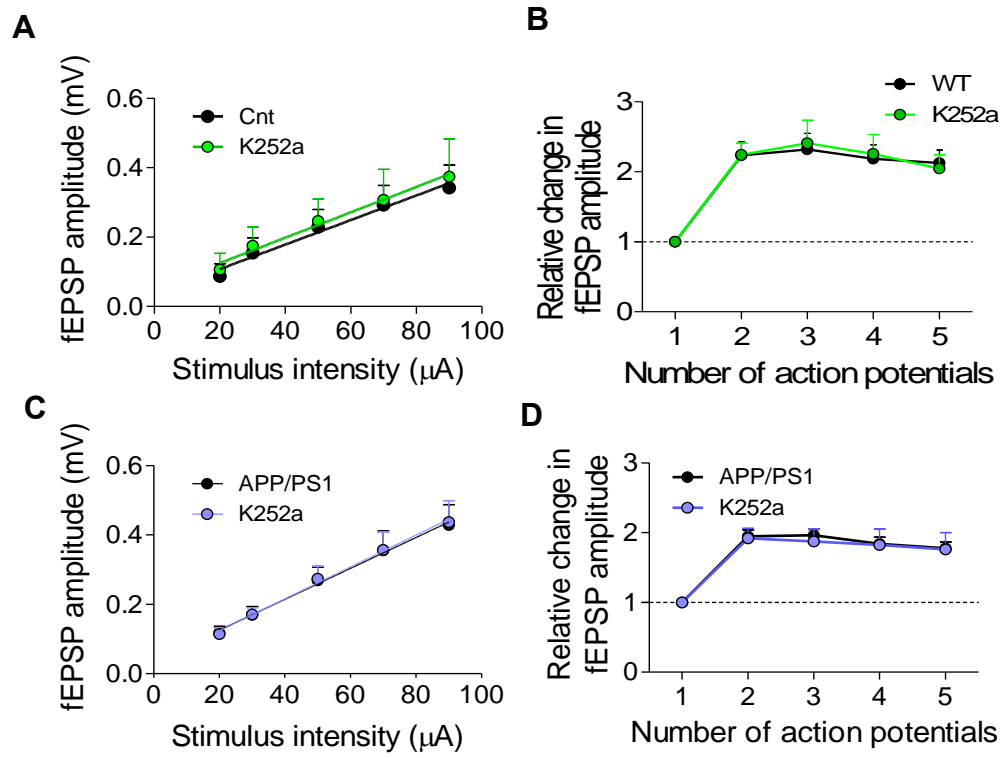 A
fEPSP amplitude (mV)
0.6
0.4
0.2
0.0
Cnt
K252a
0 20 40 60 80 100
Stimulus intensity (μA)
B
Relative change in
fEPSP amplitude
3
2
1
0
WT
K252a
1 2 3 4 5
Number of action potentials
C
fEPSP amplitude (mV)
0.6
0.4
0.2
0.0
APP/PS1
K252a
0 20 40 60 80 100
Stimulus intensity (μA)
D
Relative change in
fEPSP amplitude
3
2
1
0
APP/PS1
K252a
1 2 3 4 5
Number of action potentials